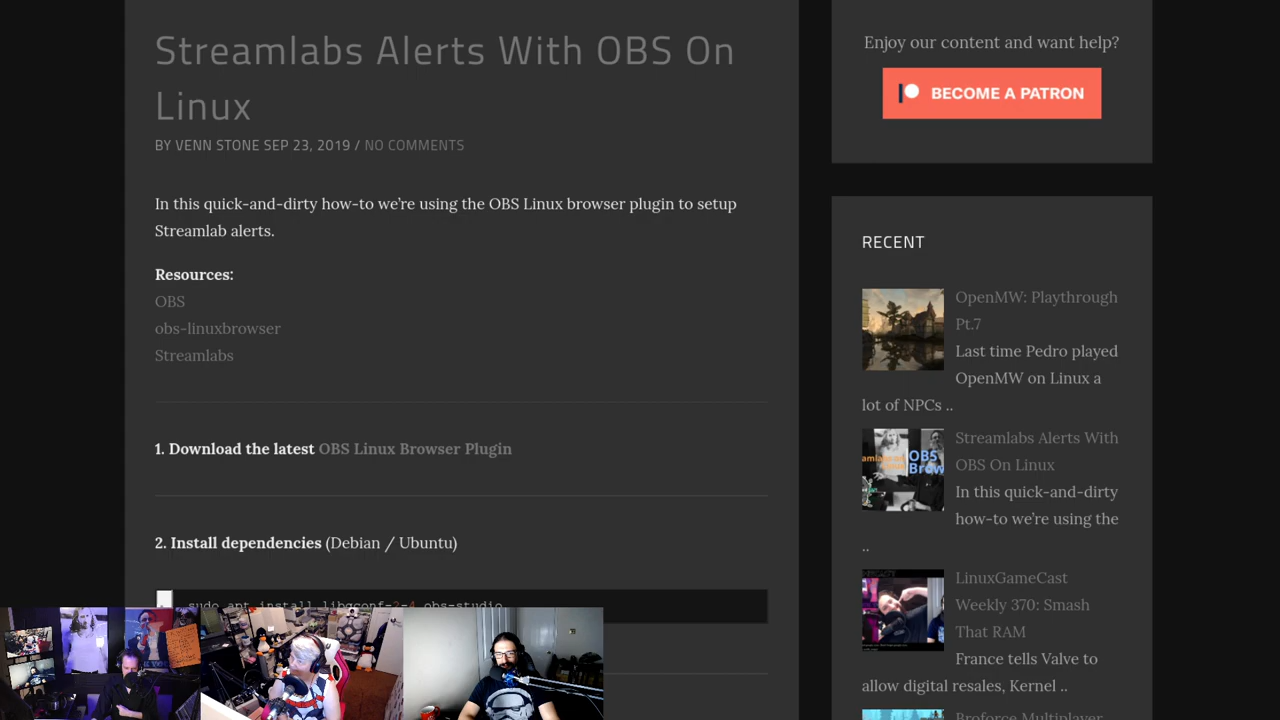 Streamlabs Alerts With OBS On
Linux
BY VENN STONE SEP 23, 2019 / NO COMMENTS
In this quick-and-dirty how-to we're using the OBS Linux browser plugin to setup
Streamlab alerts.
Resources:
OBS
obs-linuxbrowser
Streamlabs
1. Download the latest OBS Linux Browser Plugin
2. Install dependencies (Debian / Ubuntu)
sudo apt install libgconf-2-4 obs-studio
Enjoy our content and want help?
BECOME A PATRON
RECENT
OpenMW: Playthrough
Pt.7
Last time Pedro played
OpenMW on Linux a
lot of NPCs ..
Streamlabs Alerts With
OBS On Linux
In this quick-and-dirty
how-to we're using the
..
LinuxGameCast
Weekly 370: Smash
That RAM
France tells Valve to
allow digital resales, Kernel ..
Broforce Multiplayer